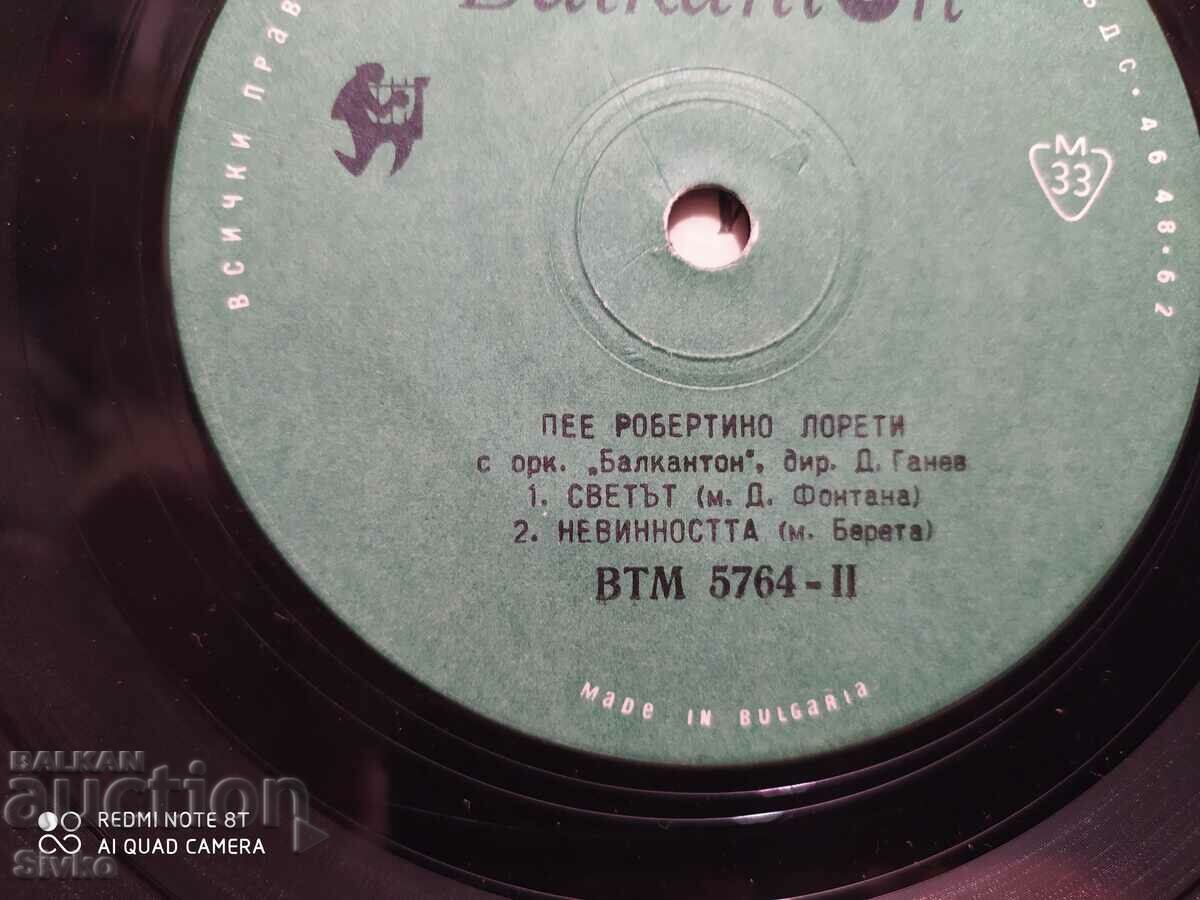 Balkanton
ВСИЧКИ ПРАВ
ЪДС. 4648-62
М
33
ПЕЕ РОБЕРТИНО ЛОРЕТИ
с орк. „Балкантон“, дир. Д. Ганев
1. СВЕТЪТ (м. Д. Фонтана)
2. НЕВИННОСТТА (м. Берета)
ВТМ 5764-II
Made in Bulgaria
BALKAN
auction
REDMI NOTE 8T
AI QUAD CAMERA
Sivko